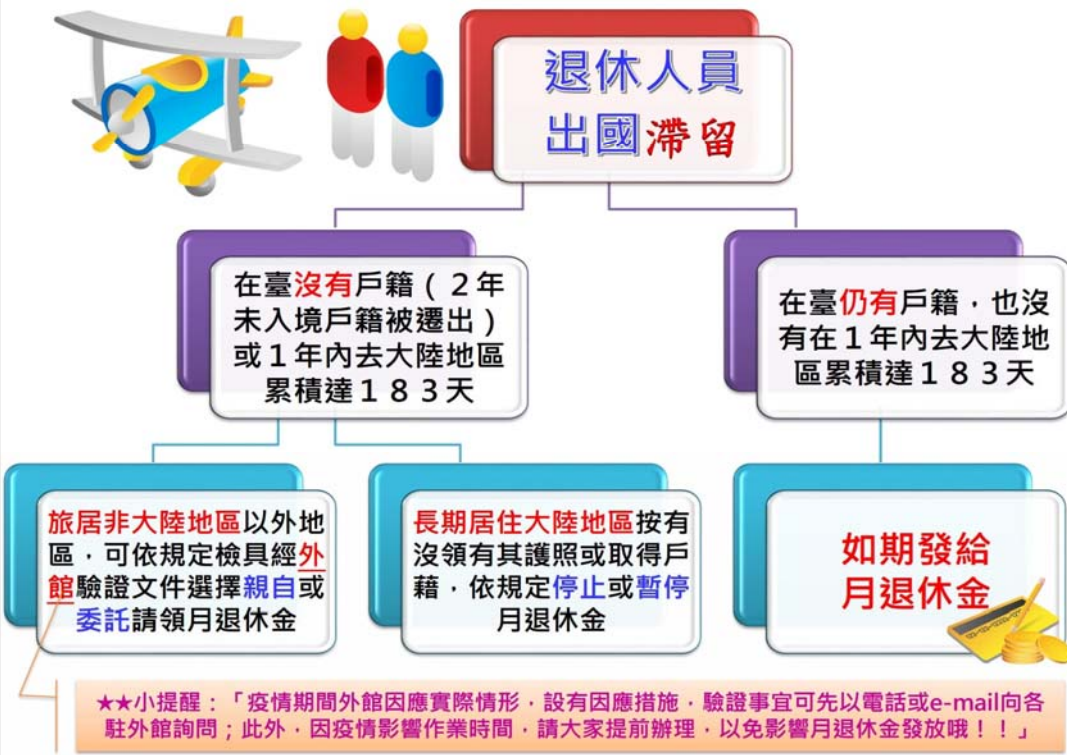 退休人員
出國滯留
在臺沒有戶籍（２年
未入境戶籍被遷出）
或１年內去大陸地區
累積達１８３天
在臺仍有戶籍，也沒
有在１年內去大陸地
區累積達１８３天
旅居非大陸地區以外地
區，可依規定檢具經外
館驗證文件選擇親自或
委託請領月退休金
長期居住大陸地區按有
沒領有其護照或取得戶
藉，依規定停止或暫停
月退休金
如期發給
月退休金
★★小提醒：「疫情期間外館因應實際情形，設有因應措施，驗證事宜可先以電話或e-mail向各
駐外館詢問；此外，因疫情影響作業時間，請大家提前辦理，以免影響月退休金發放哦！！」